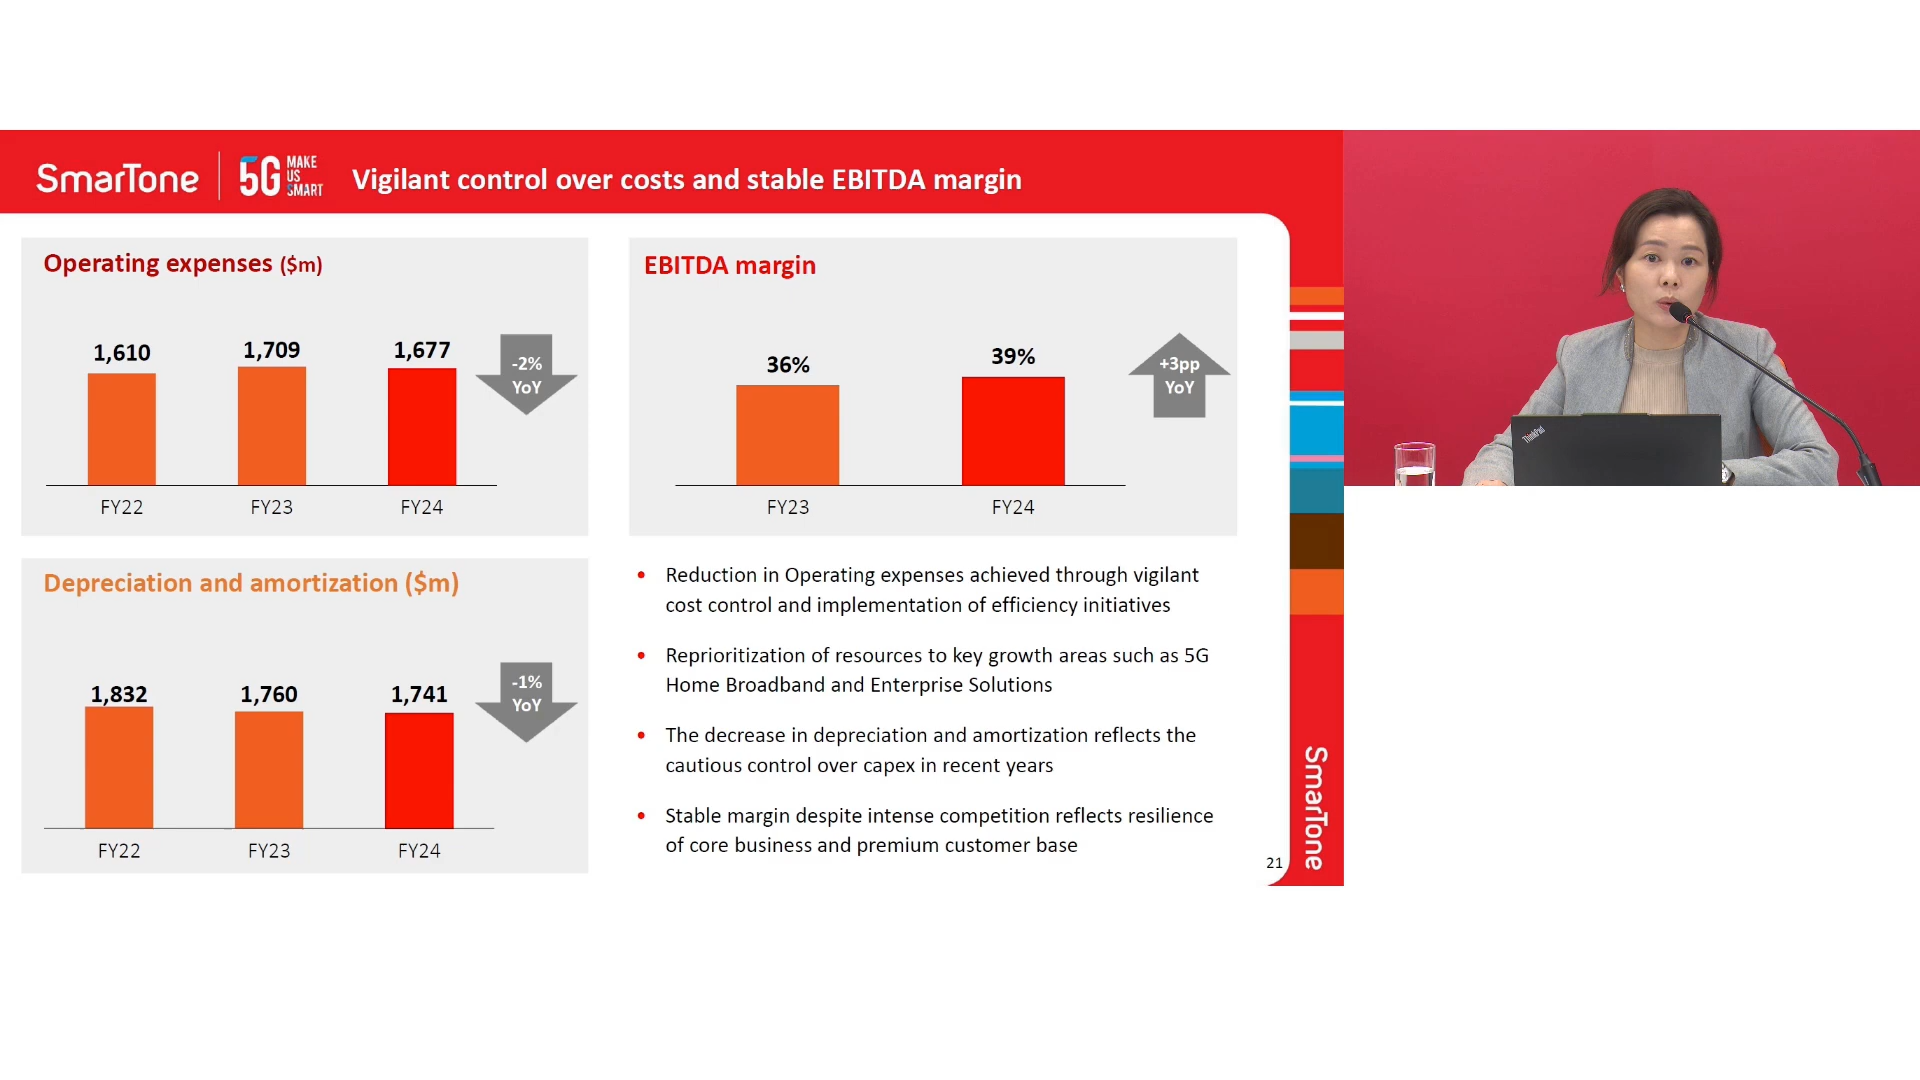 SmarTone
5G MAKE US SMART
Vigilant control over costs and stable EBITDA margin
Operating expenses ($m)
1,610
1,709
1,677
-2%
YoY
FY22
FY23
FY24
EBITDA margin
36%
39%
+3pp
YoY
FY23
FY24
Depreciation and amortization ($m)
1,832
1,760
1,741
-1%
YoY
FY22
FY23
FY24
• Reduction in Operating expenses achieved through vigilant
cost control and implementation of efficiency initiatives
• Reprioritization of resources to key growth areas such as 5G
Home Broadband and Enterprise Solutions
• The decrease in depreciation and amortization reflects the
cautious control over capex in recent years
• Stable margin despite intense competition reflects resilience
of core business and premium customer base
21
SmarTone
ThinkPad